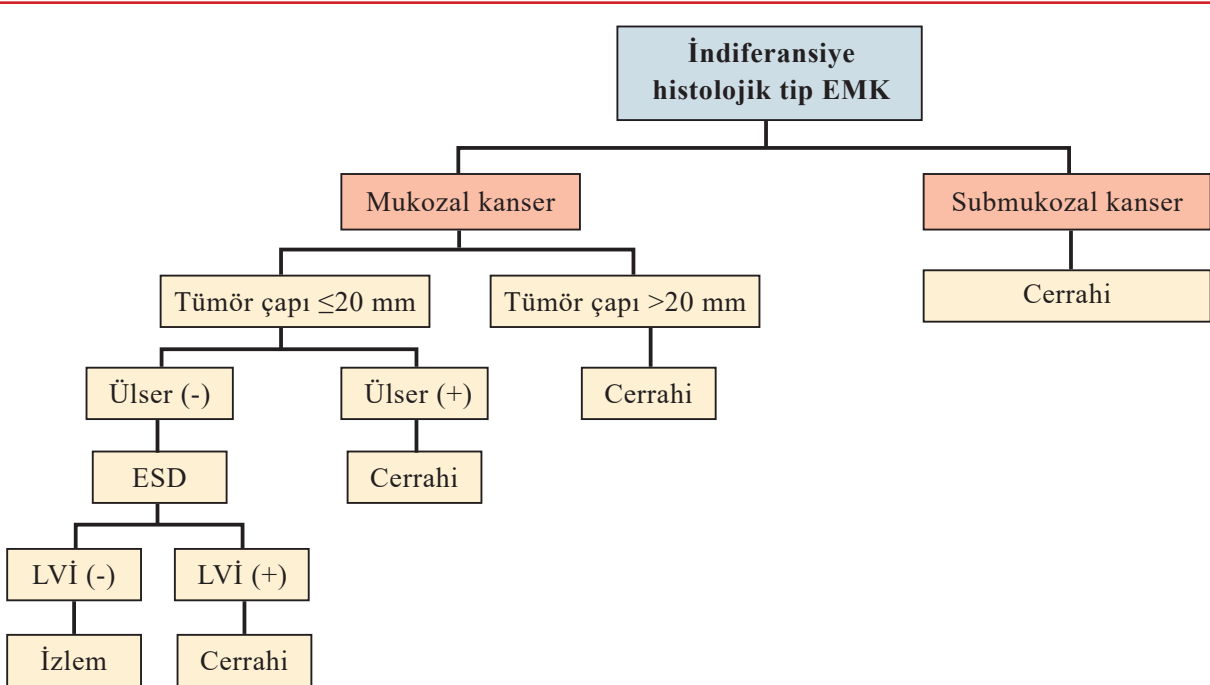 İndiferansiye
histolojik tip EMK
Mukozal kanser
Submukozal kanser
Tümör çapı ≤20 mm
Tümör çapı >20 mm
Cerrahi
Ülser (-)
Ülser (+)
Cerrahi
ESD
Cerrahi
LVİ (-)
LVİ (+)
İzlem
Cerrahi